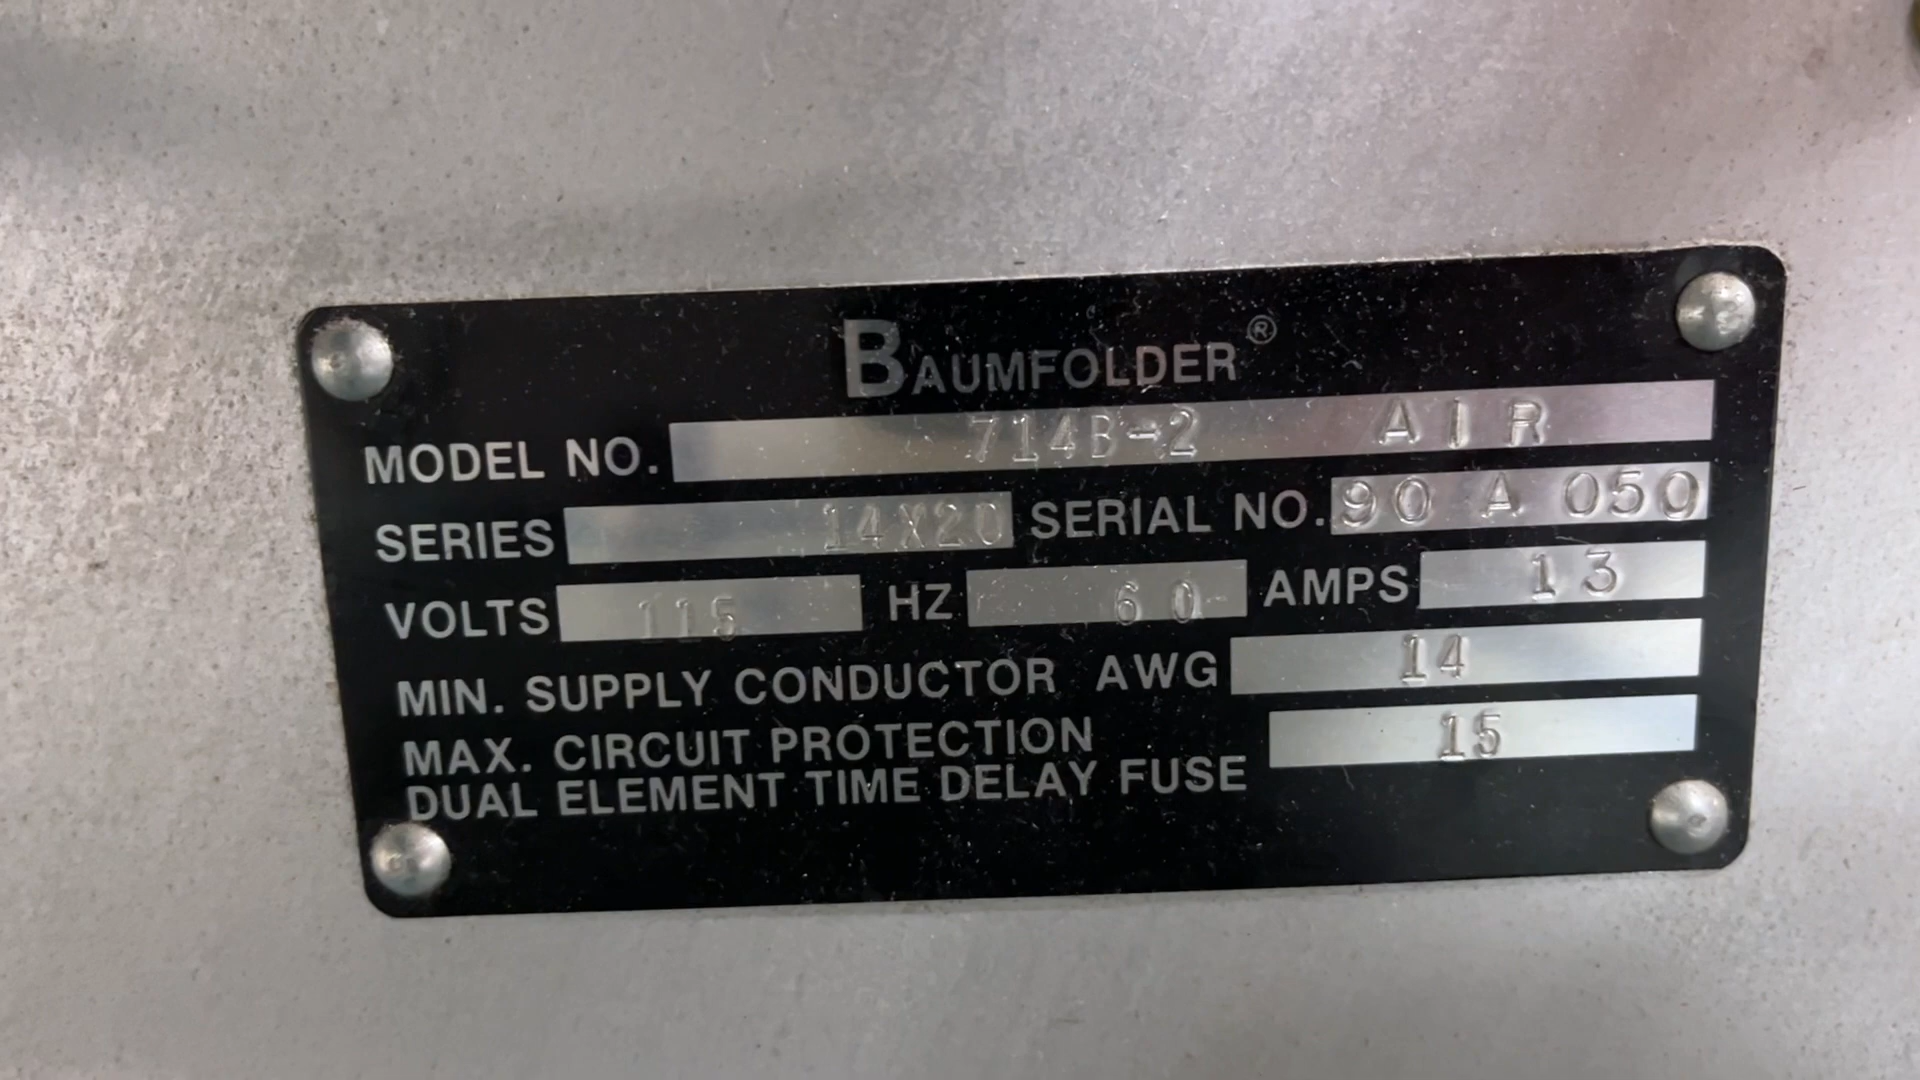 BAUMFOLDER®
MODEL NO. 714B-2 AIR
SERIES 14X20 SERIAL NO. 90 A 050
VOLTS 115 HZ 60 AMPS 13
MIN. SUPPLY CONDUCTOR AWG 14
MAX. CIRCUIT PROTECTION 15
DUAL ELEMENT TIME DELAY FUSE